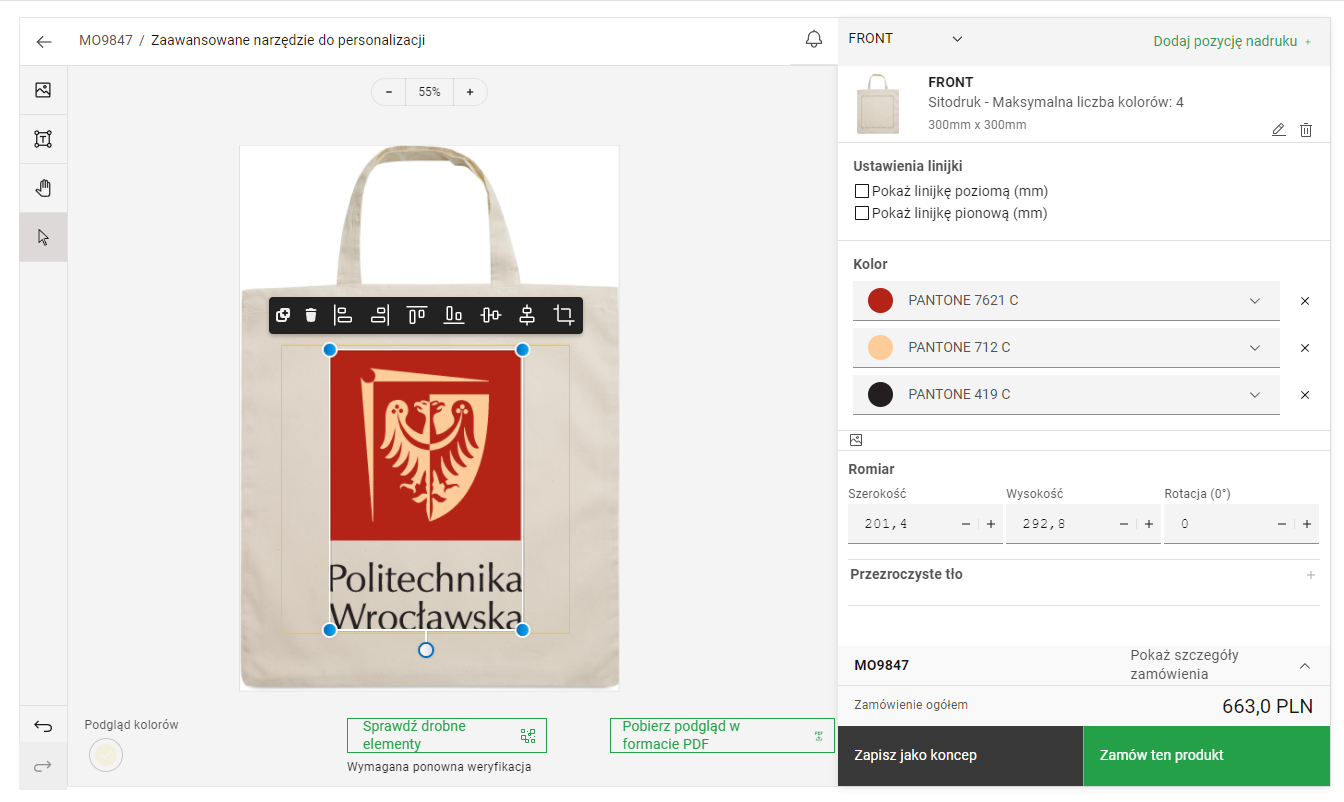 MO9847 / Zaawansowane narzędzie do personalizacji
FRONT
Dodaj pozycję nadruku +
- 55% +
FRONT
Sitodruk - Maksymalna liczba kolorów: 4
300mm x 300mm
Ustawienia linijki
Pokaż linijkę poziomą (mm)
Pokaż linijkę pionową (mm)
Kolor
PANTONE 7621 C
PANTONE 712 C
PANTONE 419 C
Romiar
Szerokość Wysokość Rotacja (0°)
201,4 − + 292,8 − + 0 − +
Przezroczyste tło +
Politechnika
Wrocławska
MO9847
Pokaż szczegóły
zamówienia
Zamówienie ogółem 663,0 PLN
Zapisz jako koncep
Zamów ten produkt
Podgląd kolorów
Sprawdź drobne
elementy
Wymagana ponowna weryfikacja
Pobierz podgląd w
formacie PDF
PDF